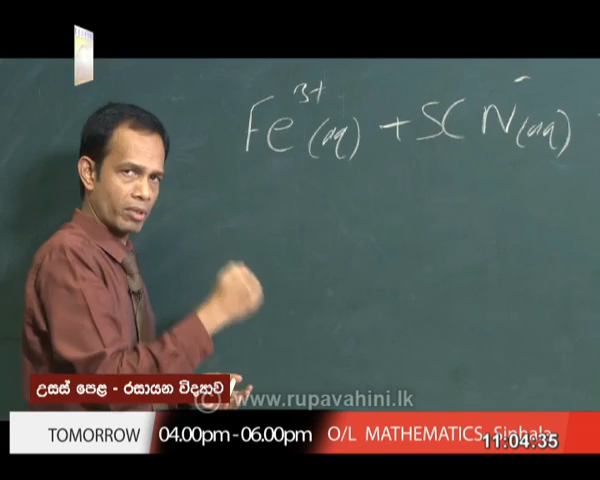 Fe³⁺(aq) + SCN⁻(aq)
උසස් පෙළ - රසායන විද්‍යාව
© www.rupavahini.lk
TOMORROW 04.00pm - 06.00pm O/L MATHEMATICS Sinhala
11:04:35